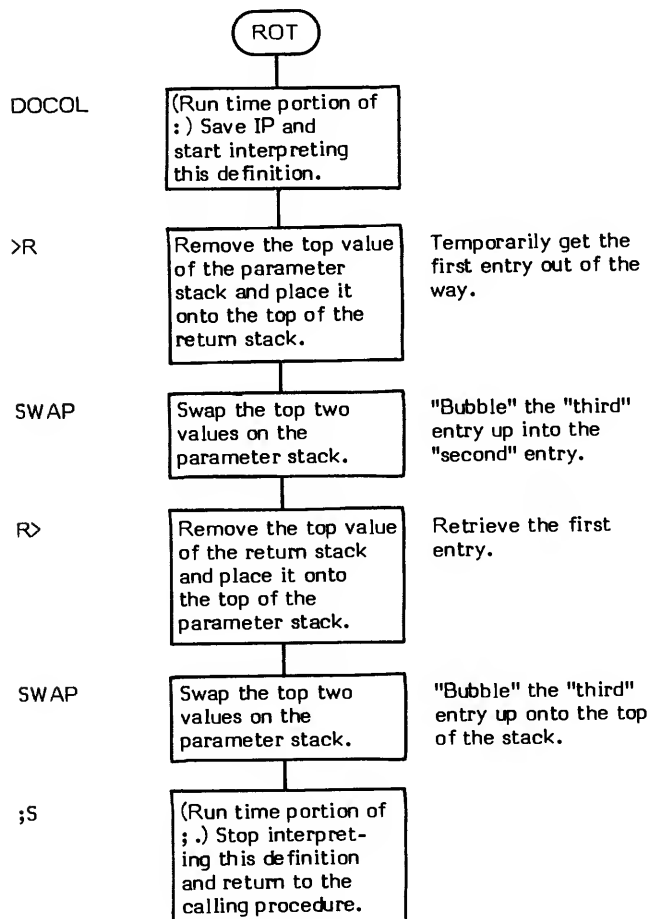 ROT
DOCOL
(Run time portion of
: ) Save IP and
start interpreting
this definition.
>R
Remove the top value
of the parameter
stack and place it
onto the top of the
return stack.
Temporarily get the
first entry out of the
way.
SWAP
Swap the top two
values on the
parameter stack.
"Bubble" the "third"
entry up into the
"second" entry.
R>
Remove the top value
of the return stack
and place it onto
the top of the
parameter stack.
Retrieve the first
entry.
SWAP
Swap the top two
values on the
parameter stack.
"Bubble" the "third"
entry up onto the top
of the stack.
;S
(Run time portion of
; .) Stop interpret-
ing this definition
and return to the
calling procedure.